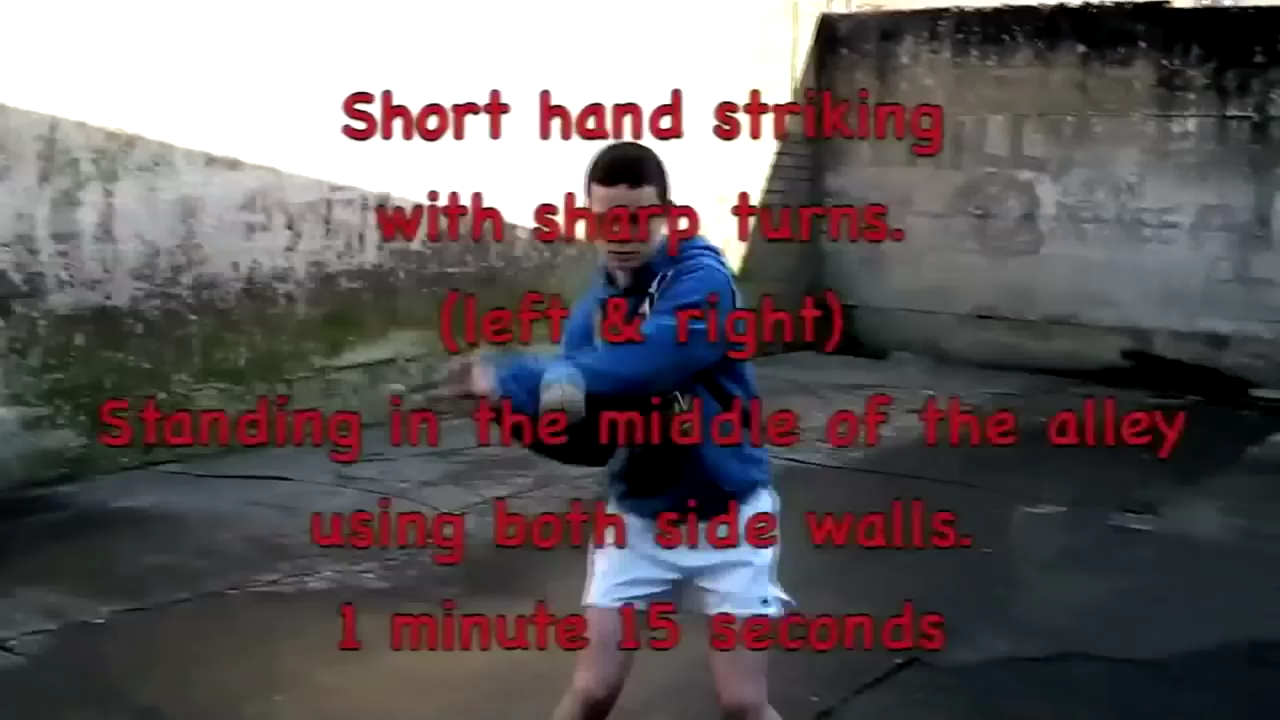 Short hand striking
with sharp turns.
(left & right)
Standing in the middle of the alley
using both side walls.
1 minute 15 seconds